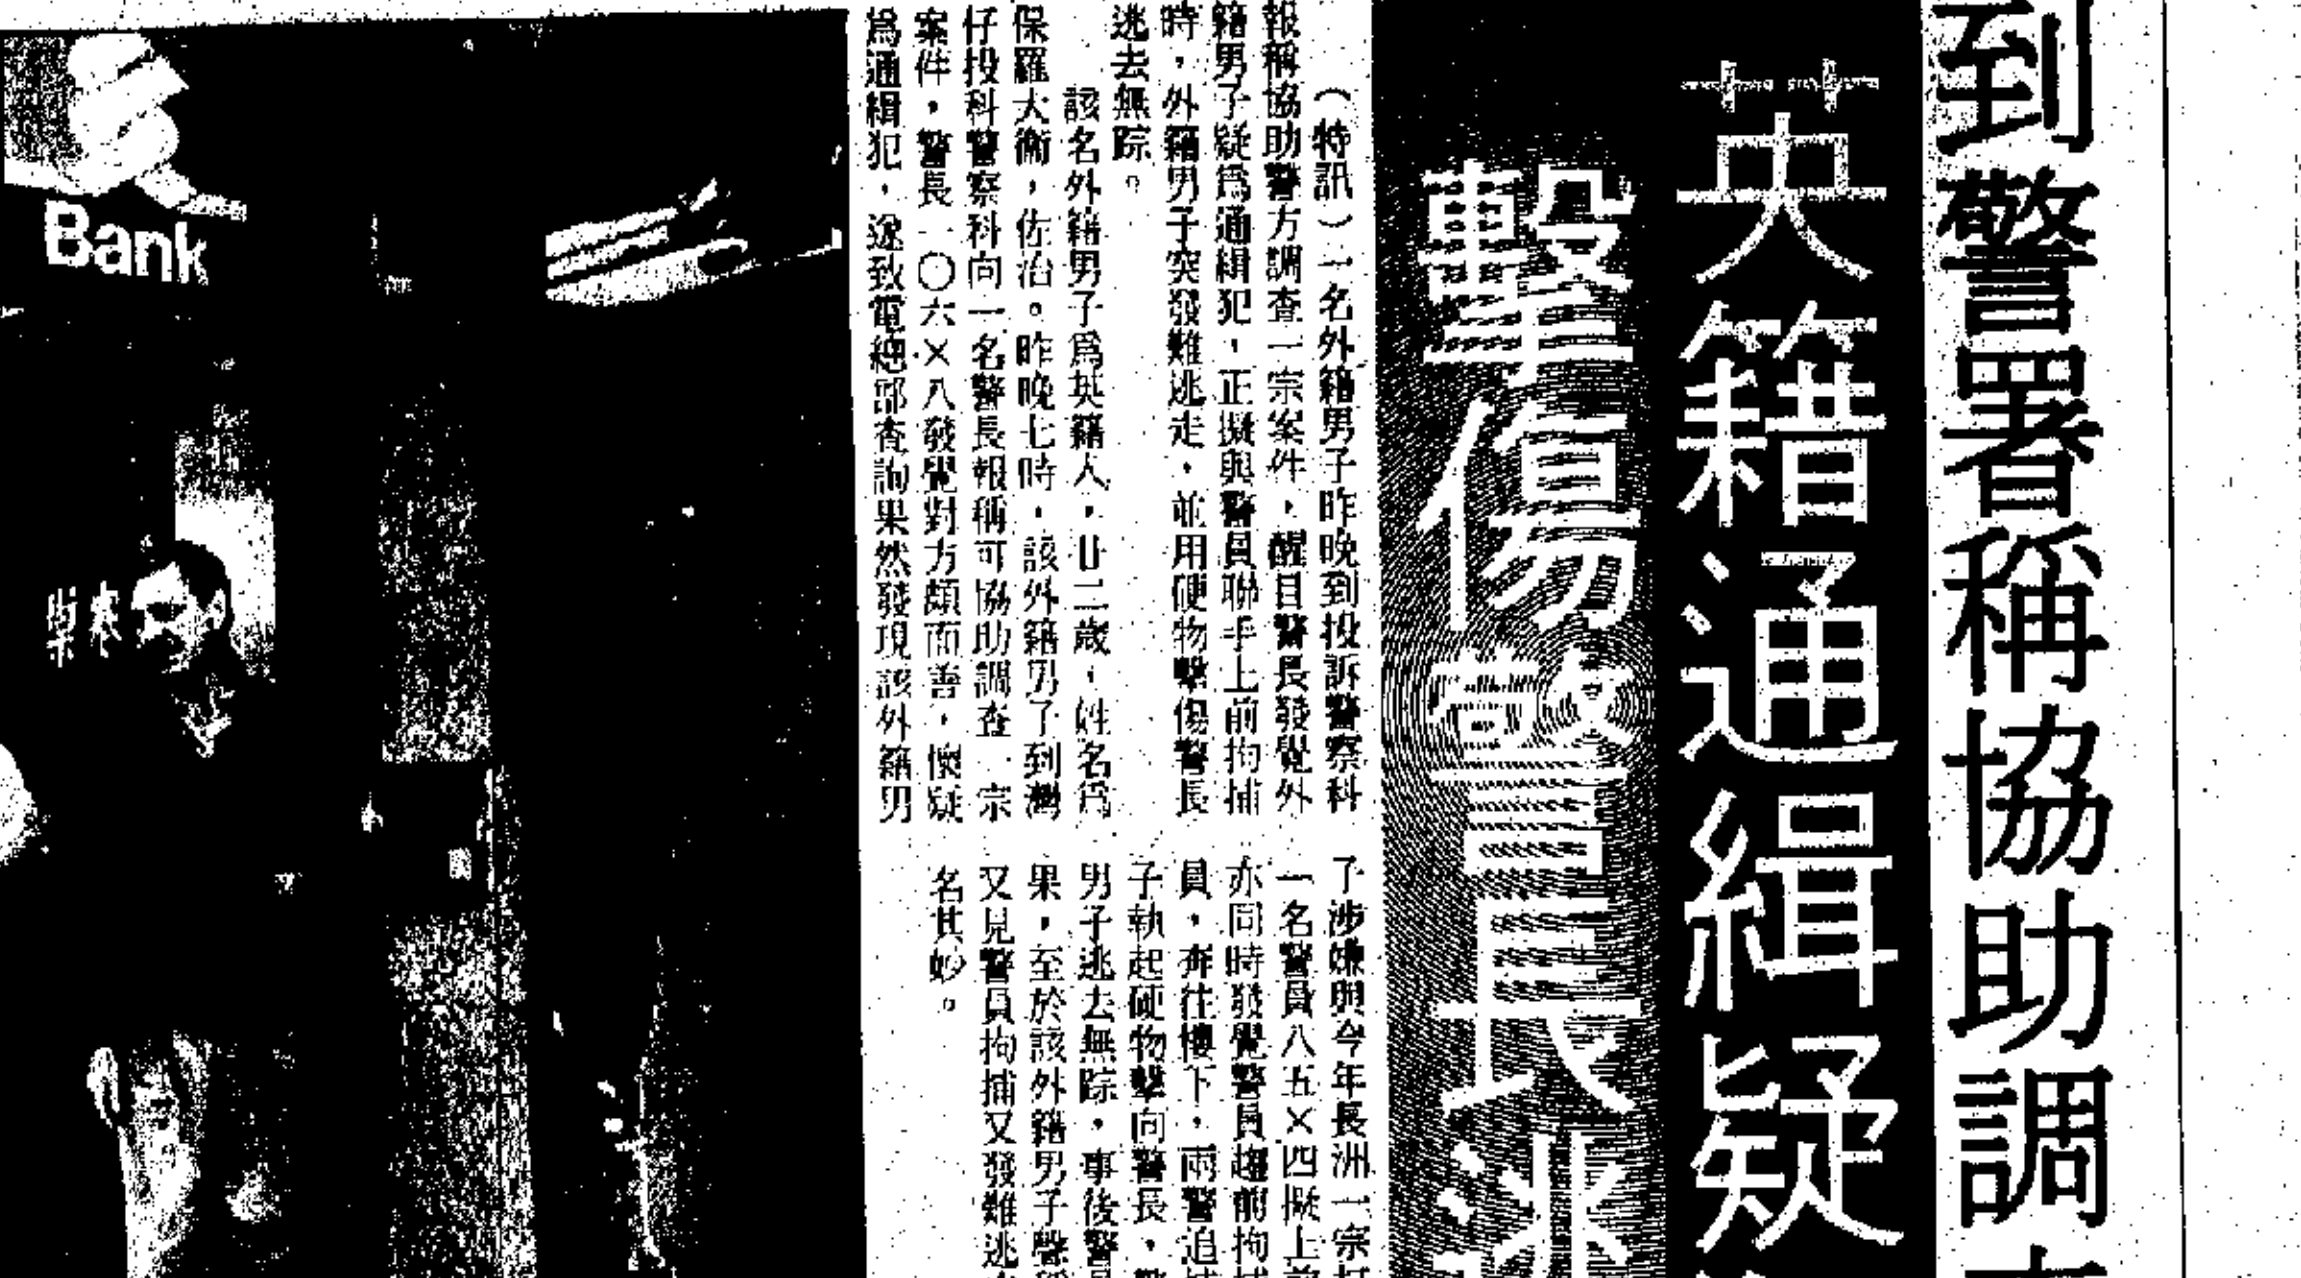 到警署稱協助調
英籍通緝疑
擊傷警長逃
（特訊）一名外籍男子昨晚到投訴警察科
報稱協助警方調查一宗案件，醒目警長發覺外
籍男子疑為通緝犯，正擬與警員聯手上前拘捕
時，外籍男子突發難逃走，並用硬物擊傷警長
逃去無踪。
該名外籍男子為英籍人，廿二歲，姓名為
保羅大衛，佐治。昨晚七時，該外籍男子到灣
仔投科警察科向一名警長報稱可協助調查一宗
案件，警長一〇六×八發覺對方頗面善，懷疑
為通緝犯，遂致電總部查詢果然發現該外籍男
子涉嫌與今年長洲一宗
一名警員八五×四擬上前
亦同時發覺警員趨前拘捕
員，奔往樓下，兩警追
子執起硬物擊向警長，
男子逃去無踪，事後警
果，至於該外籍男子聲
又見警員拘捕又發難逃
名其妙。
Bank